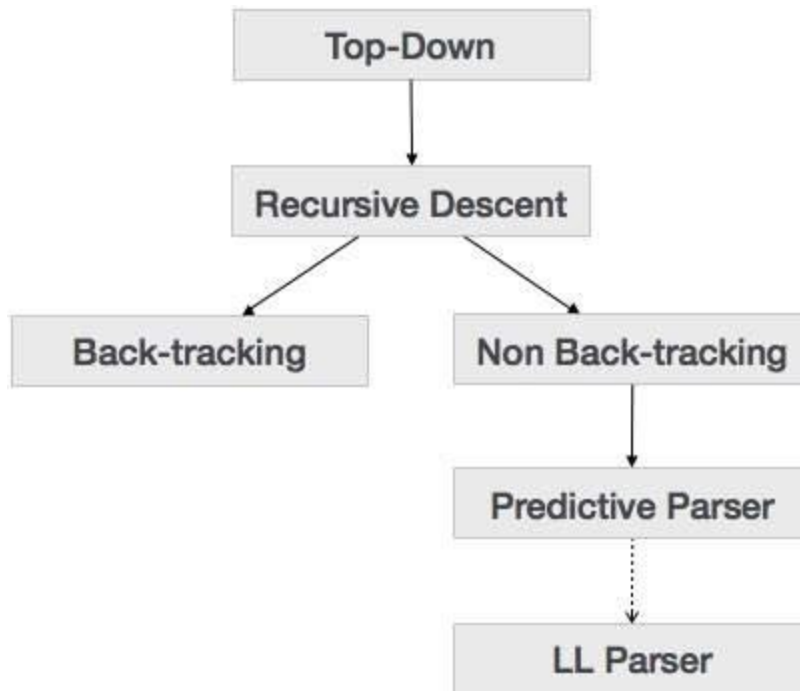 Top-Down
Recursive Descent
Back-tracking
Non Back-tracking
Predictive Parser
LL Parser